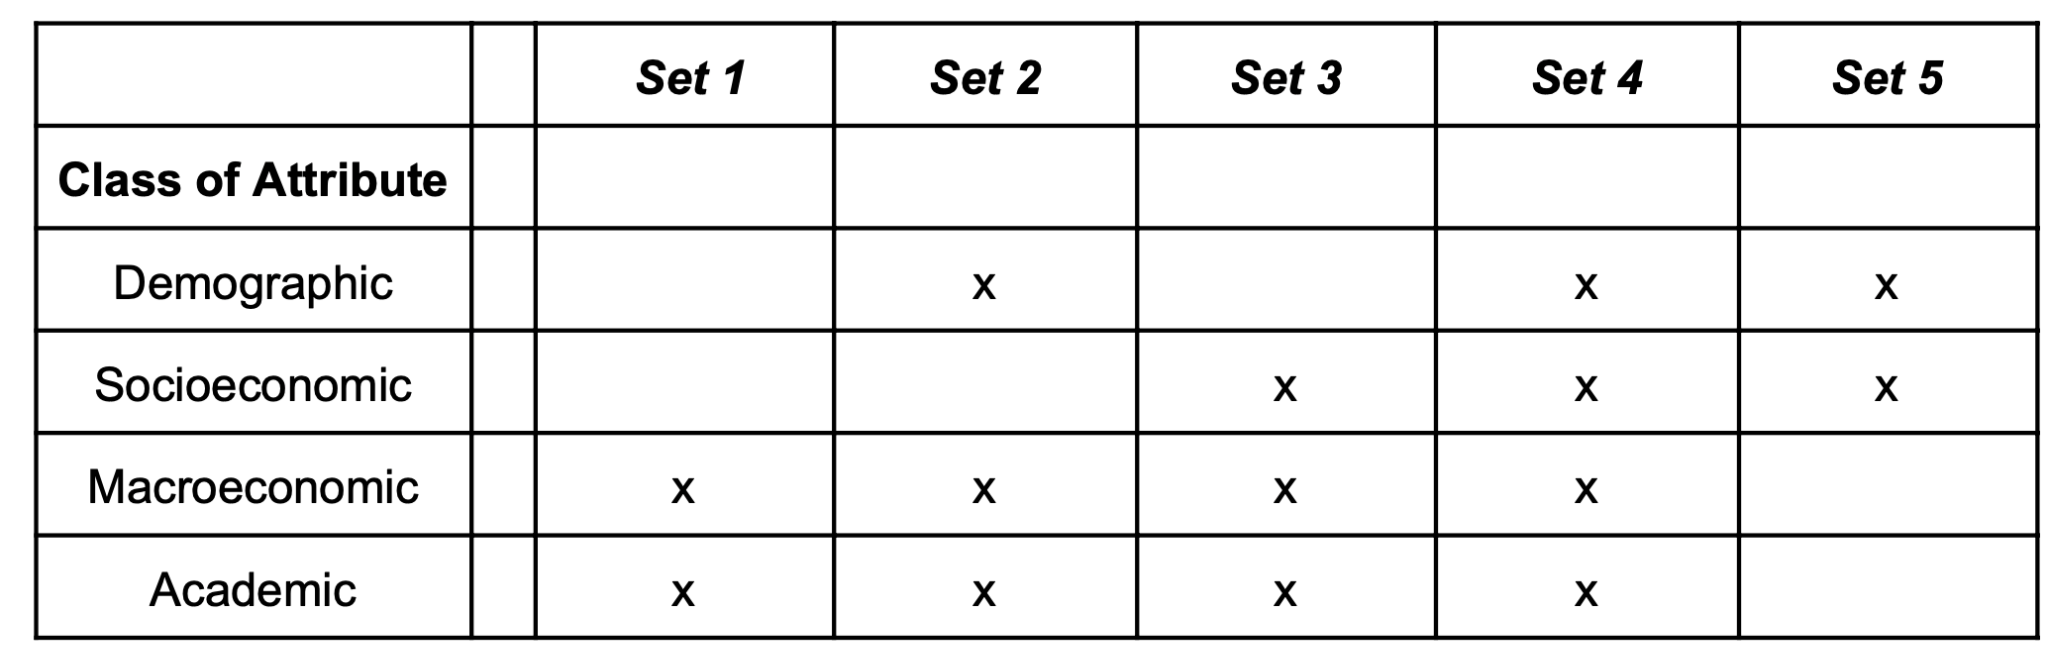 Set 1 Set 2 Set 3 Set 4 Set 5
Class of Attribute
Demographic x x x
Socioeconomic x x x
Macroeconomic x x x x
Academic x x x x